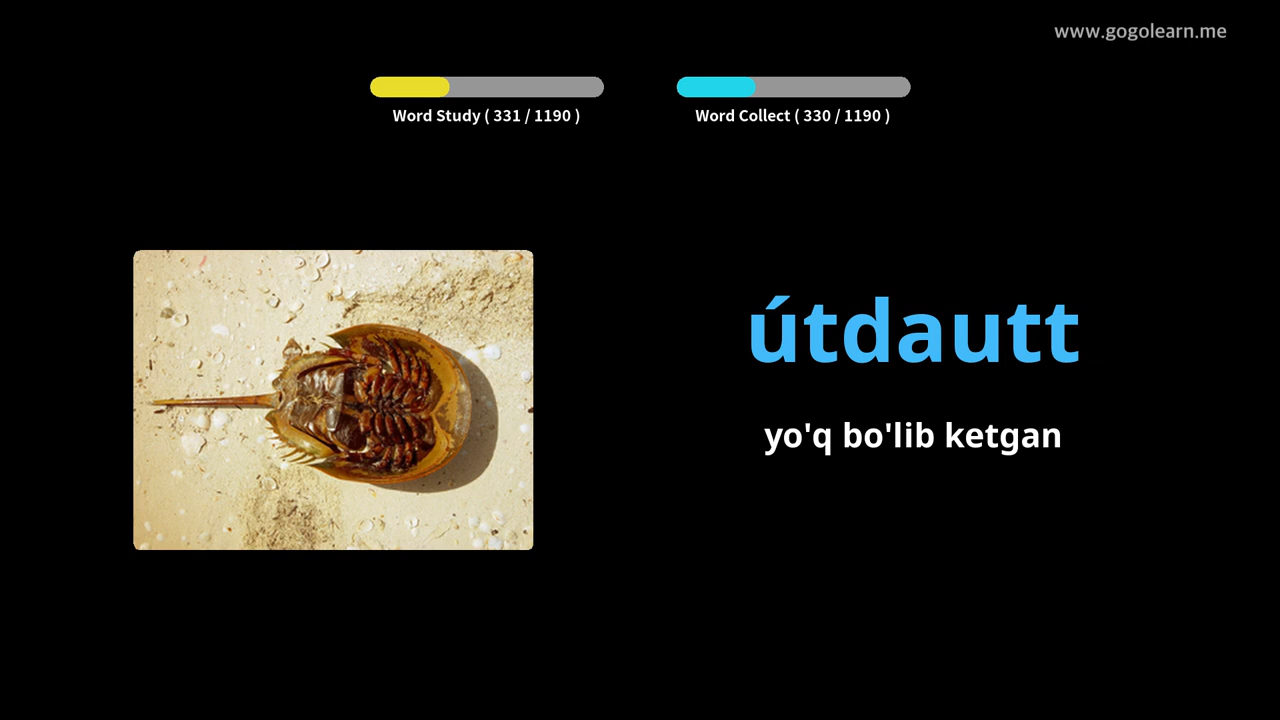 www.gogolearn.me
Word Study ( 331 / 1190 )
Word Collect ( 330 / 1190 )
útdautt
yo'q bo'lib ketgan